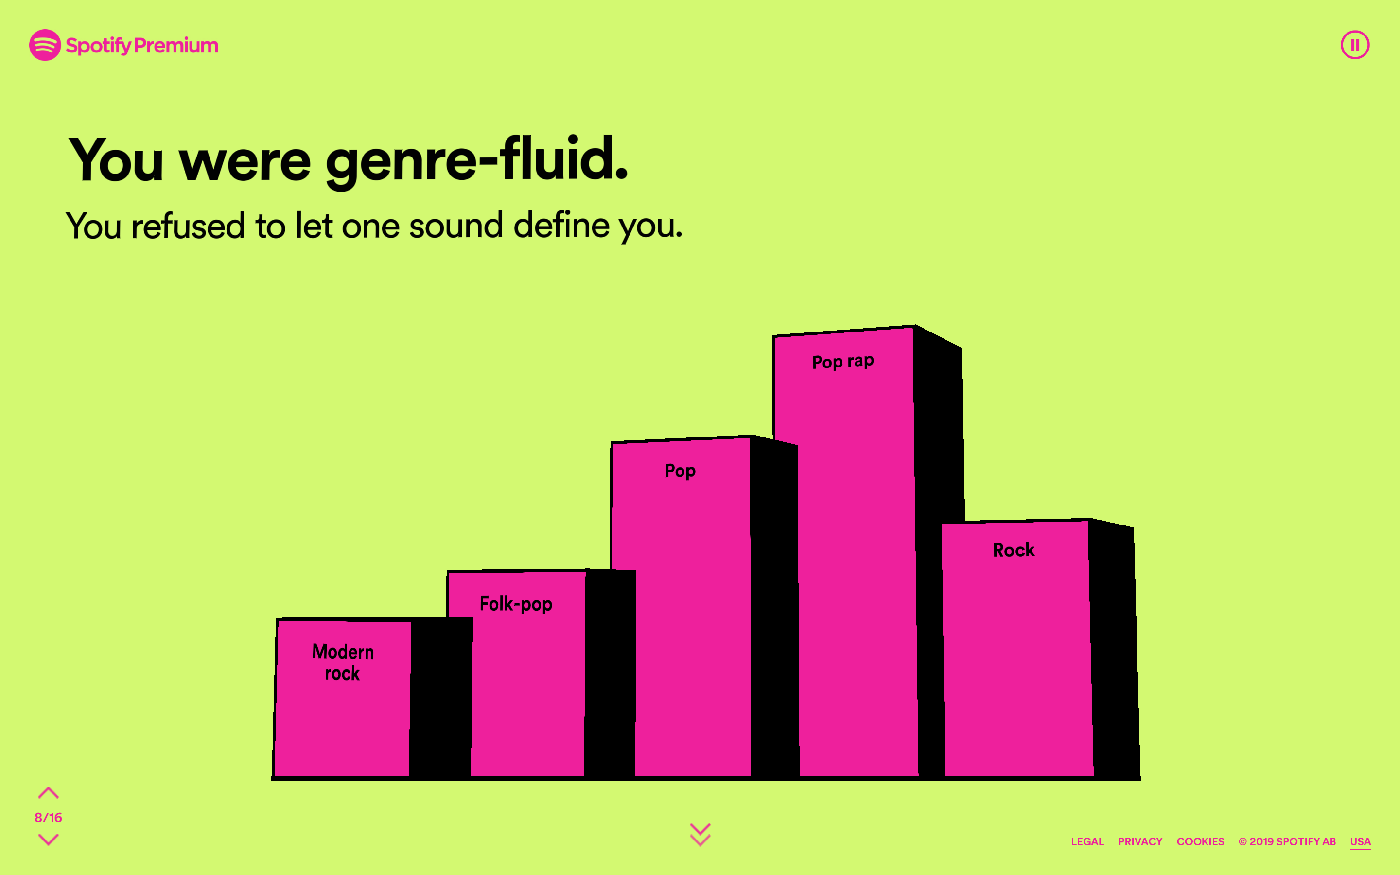 Spotify Premium
You were genre-fluid.
You refused to let one sound define you.
Pop rap
Pop
Rock
Folk-pop
Modern
rock
8/16
LEGAL PRIVACY COOKIES © 2019 SPOTIFY AB USA